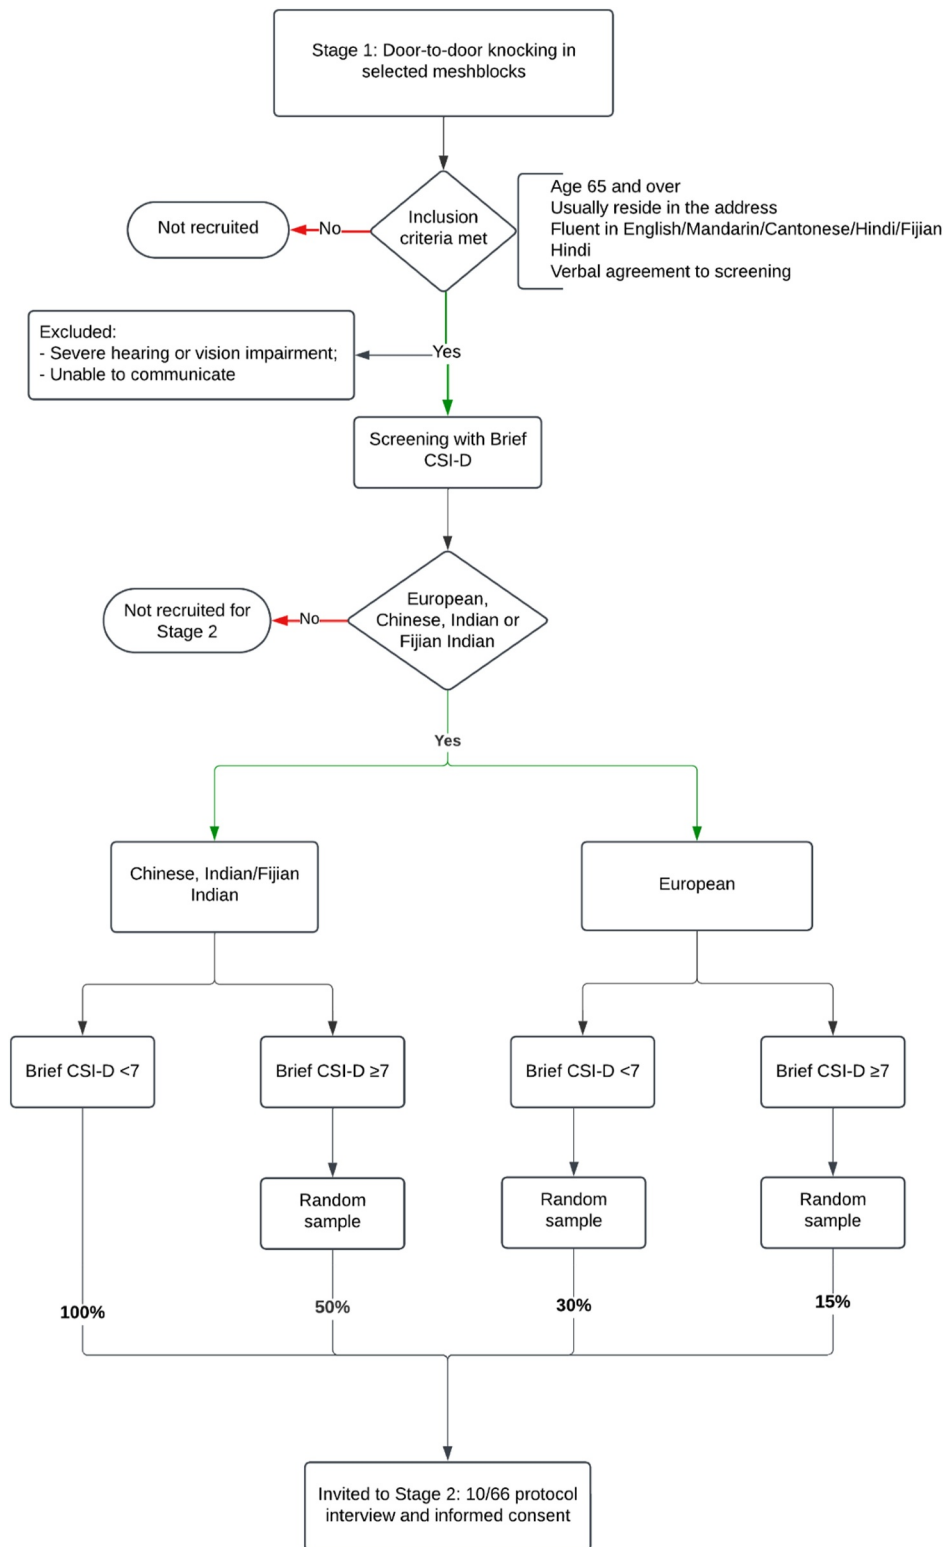 Stage 1: Door-to-door knocking in
selected meshblocks
Age 65 and over
Usually reside in the address
Fluent in English/Mandarin/Cantonese/Hindi/Fijian
Hindi
Verbal agreement to screening
Inclusion
criteria met
No
Not recruited
Excluded:
- Severe hearing or vision impairment;
- Unable to communicate
Yes
Screening with Brief
CSI-D
European,
Chinese, Indian or
Fijian Indian
No
Not recruited for
Stage 2
Yes
Chinese, Indian/Fijian
Indian
European
Brief CSI-D <7
Brief CSI-D ≥7
Brief CSI-D <7
Brief CSI-D ≥7
Random
sample
Random
sample
Random
sample
100%
50%
30%
15%
Invited to Stage 2: 10/66 protocol
interview and informed consent